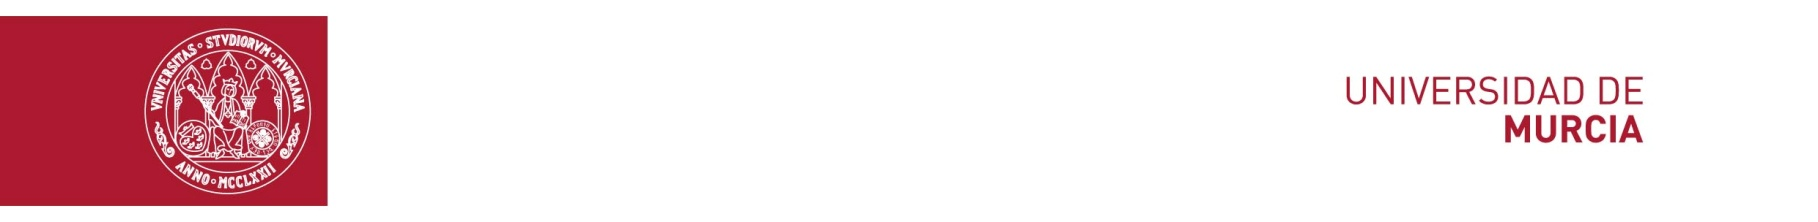 VNIVERSITAS · STVDIORVM · MVRCIANA
ANNO · MCCLXXII
UNIVERSIDAD DE
MURCIA